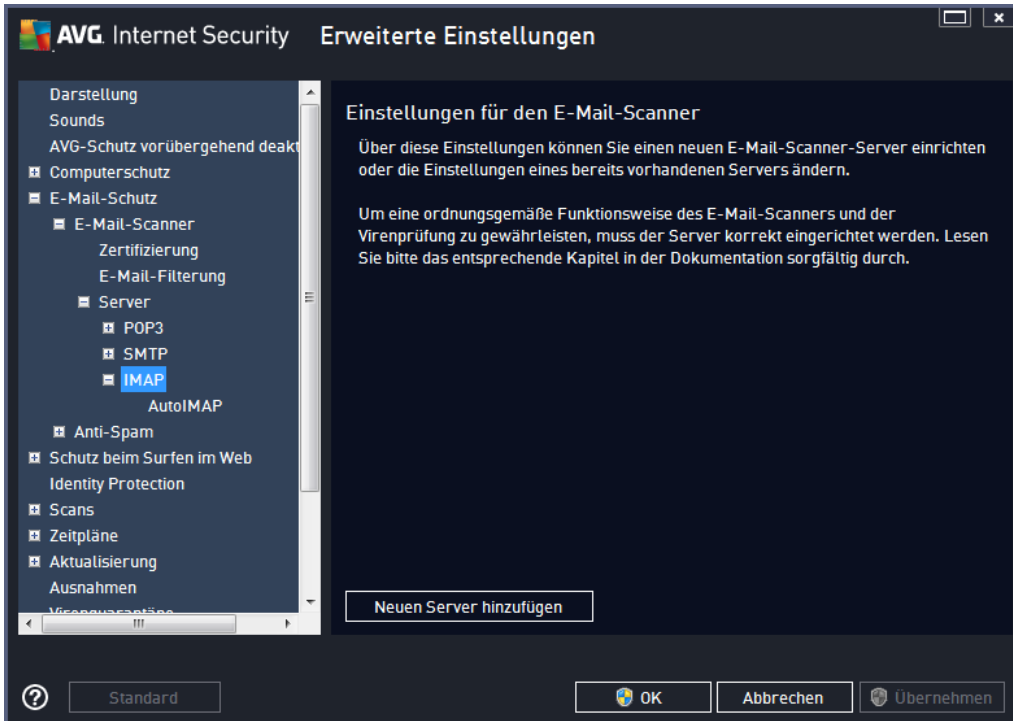 AVG. Internet Security Erweiterte Einstellungen
Darstellung
Sounds
AVG-Schutz vorübergehend deakt
Computerschutz
E-Mail-Schutz
E-Mail-Scanner
Zertifizierung
E-Mail-Filterung
Server
POP3
SMTP
IMAP
AutoIMAP
Anti-Spam
Schutz beim Surfen im Web
Identity Protection
Scans
Zeitpläne
Aktualisierung
Ausnahmen
Virenquarantäne
Einstellungen für den E-Mail-Scanner
Über diese Einstellungen können Sie einen neuen E-Mail-Scanner-Server einrichten
oder die Einstellungen eines bereits vorhandenen Servers ändern.
Um eine ordnungsgemäße Funktionsweise des E-Mail-Scanners und der
Virenprüfung zu gewährleisten, muss der Server korrekt eingerichtet werden. Lesen
Sie bitte das entsprechende Kapitel in der Dokumentation sorgfältig durch.
Neuen Server hinzufügen
? Standard OK Abbrechen Übernehmen